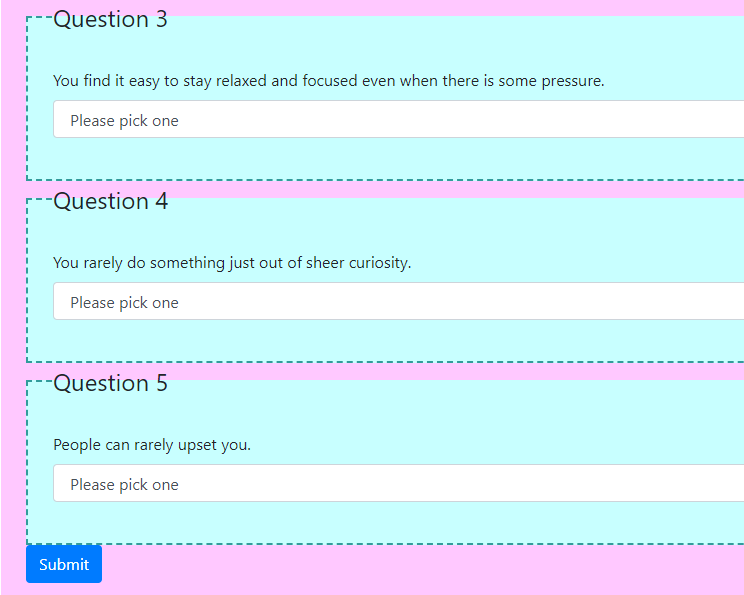 Question 3
You find it easy to stay relaxed and focused even when there is some pressure.
Please pick one
Question 4
You rarely do something just out of sheer curiosity.
Please pick one
Question 5
People can rarely upset you.
Please pick one
Submit